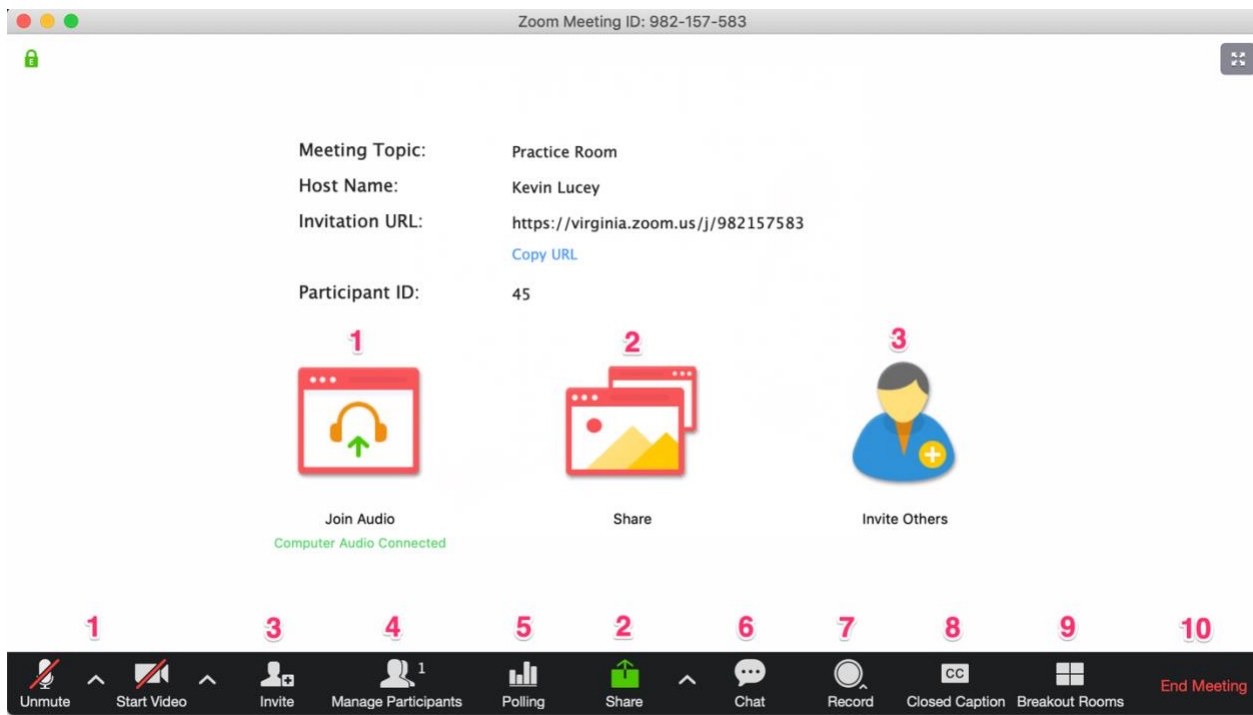 Zoom Meeting ID: 982-157-583
Meeting Topic: Practice Room
Host Name: Kevin Lucey
Invitation URL: https://virginia.zoom.us/j/982157583
Copy URL
Participant ID: 45
1 2 3
Join Audio Share Invite Others
Computer Audio Connected
1 3 4 5 2 6 7 8 9 10
1
CC
Unmute Start Video Invite Manage Participants Polling Share Chat Record Closed Caption Breakout Rooms End Meeting